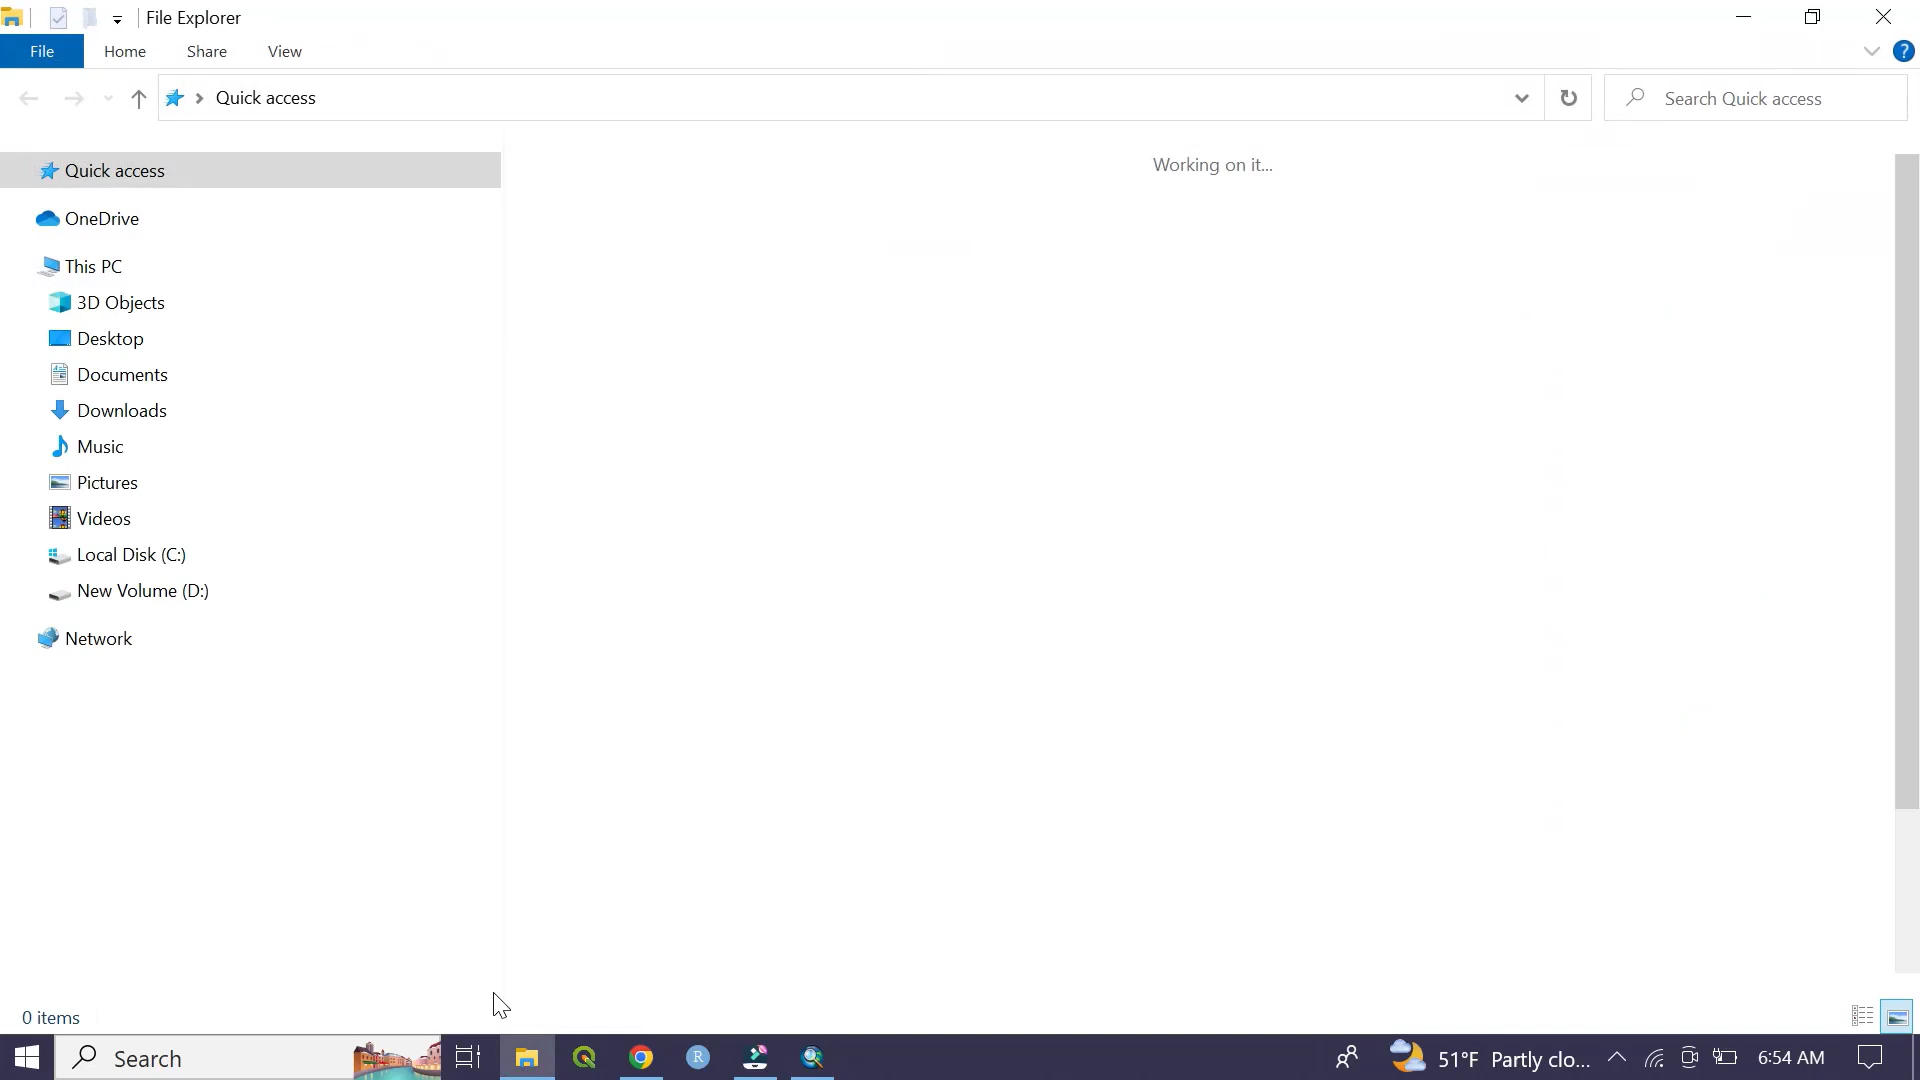 File Explorer
File Home Share View
Quick access
Search Quick access
Working on it...
Quick access
OneDrive
This PC
3D Objects
Desktop
Documents
Downloads
Music
Pictures
Videos
Local Disk (C:)
New Volume (D:)
Network
0 items
Search
R
51°F Partly clo...
6:54 AM